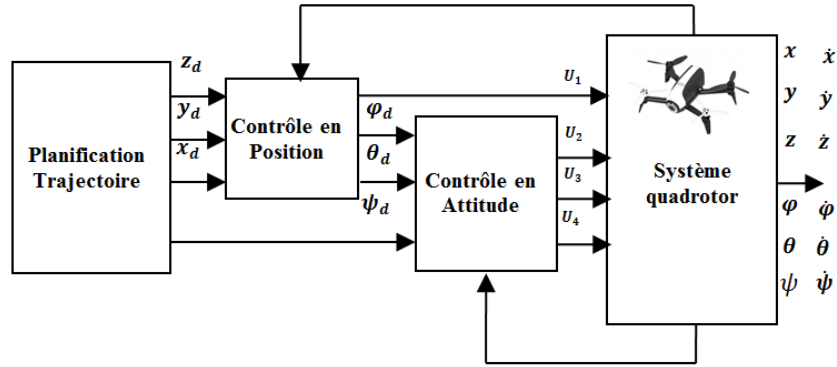 Planification
Trajectoire
z_d
y_d
x_d
Contrôle en
Position
φ_d
θ_d
ψ_d
Contrôle en
Attitude
U_1
U_2
U_3
U_4
Système
quadrotor
x ẋ
y ẏ
z ż
φ φ̇
θ θ̇
ψ ψ̇